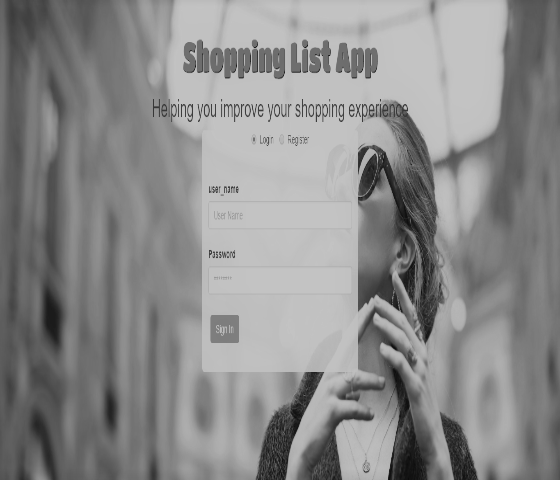 Shopping List App
Helping you improve your shopping experience
Login Register
user_name
User Name
Password
********
Sign In